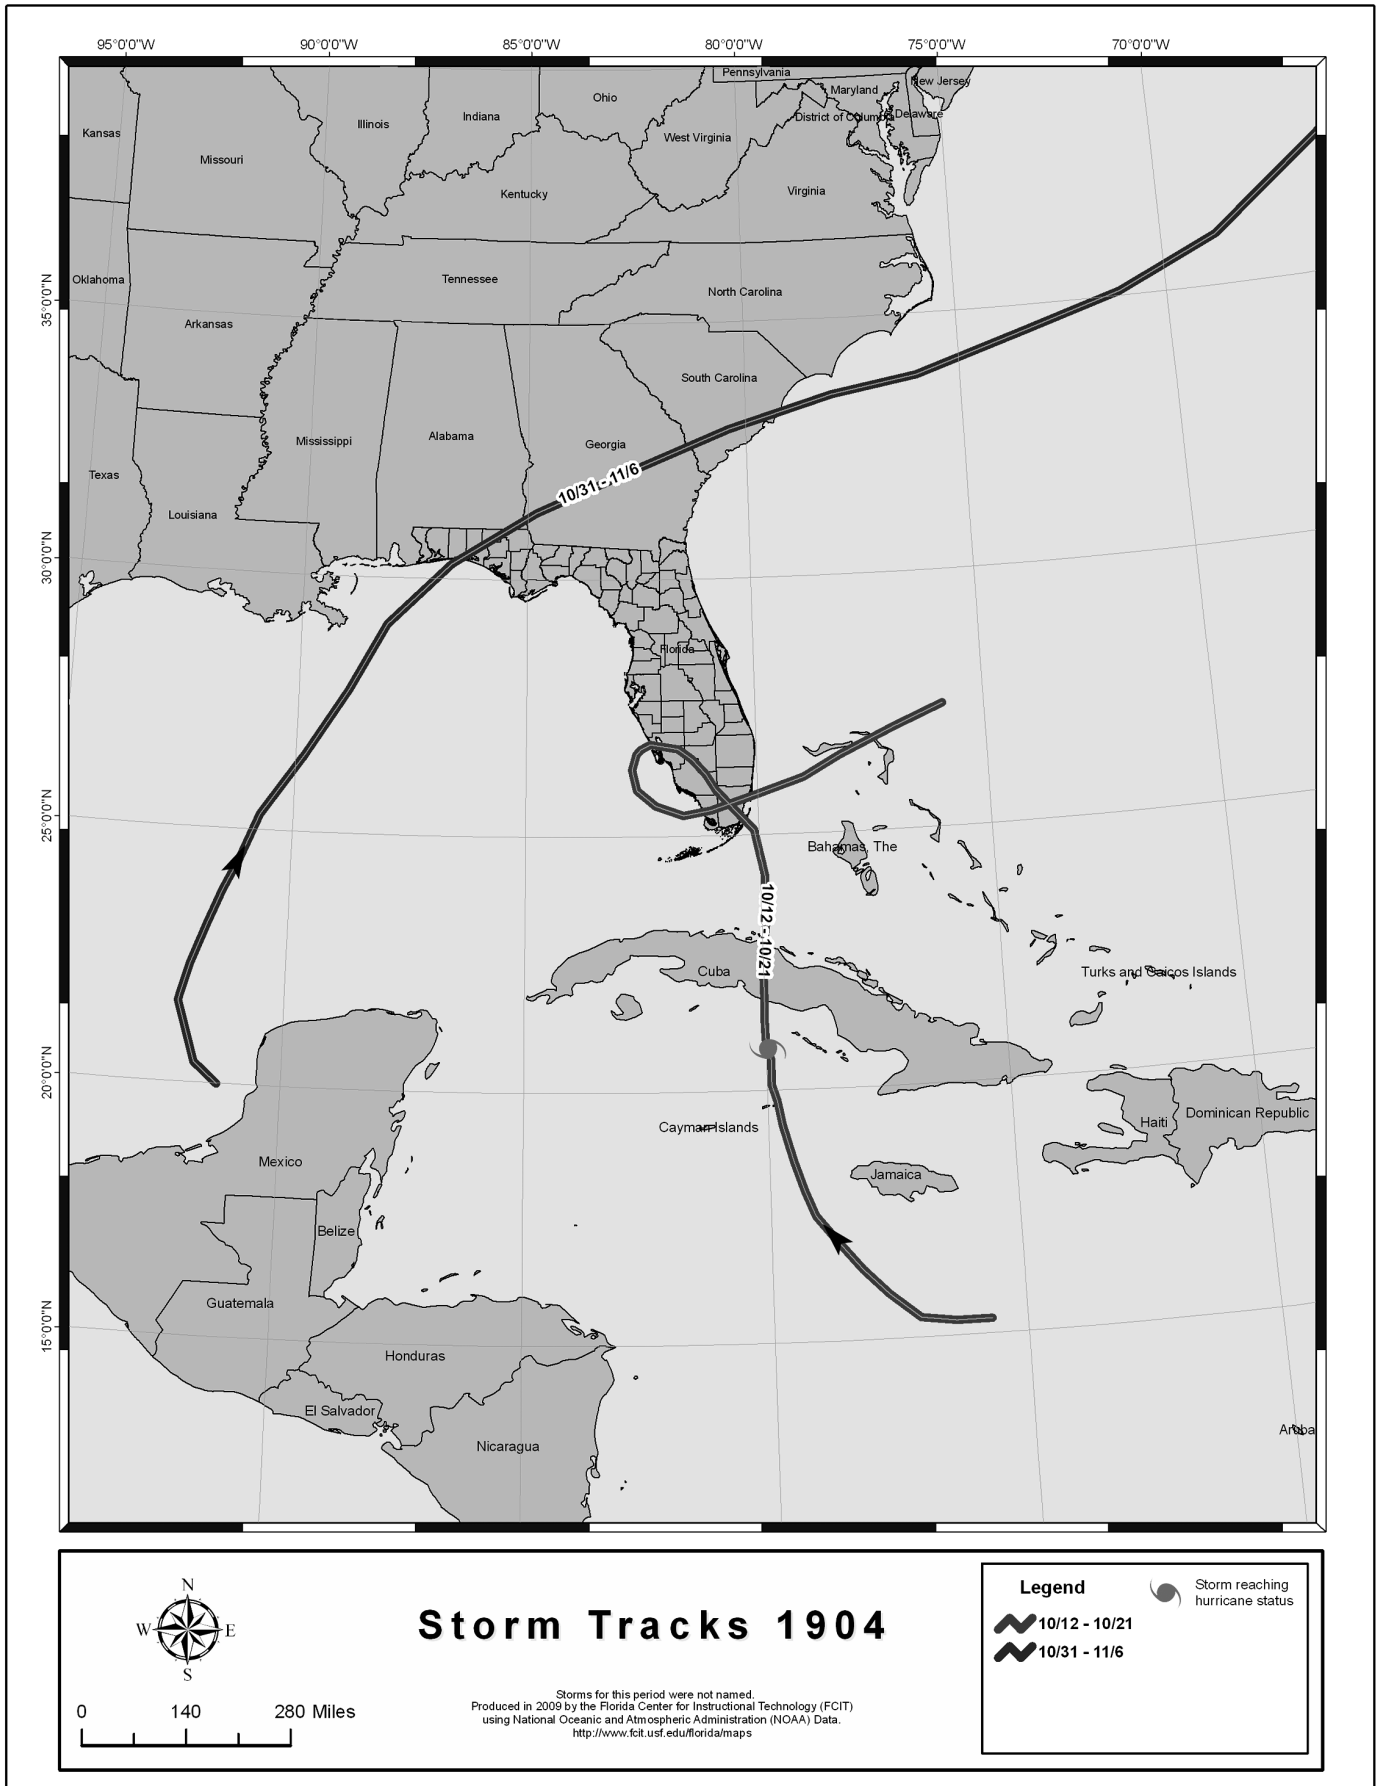 95°0'0"W 90°0'0"W 85°0'0"W 80°0'0"W 75°0'0"W 70°0'0"W
35°0'0"N
30°0'0"N
25°0'0"N
20°0'0"N
15°0'0"N
Pennsylvania
New Jersey
Maryland
Ohio
Delaware
District of Columbia
Indiana
Illinois
Kansas
West Virginia
Missouri
Virginia
Kentucky
Oklahoma
Tennessee
North Carolina
Arkansas
South Carolina
Alabama
Mississippi
Georgia
Texas
10/31 - 11/6
Louisiana
Florida
Bahamas, The
10/12 - 10/21
Cuba
Turks and Caicos Islands
Dominican Republic
Haiti
Cayman Islands
Mexico
Jamaica
Belize
Guatemala
Honduras
El Salvador
Aruba
Nicaragua
N
W E
S
0 140 280 Miles
Storm Tracks 1904
Storms for this period were not named.
Produced in 2009 by the Florida Center for Instructional Technology (FCIT)
using National Oceanic and Atmospheric Administration (NOAA) Data.
http://www.fcit.usf.edu/florida/maps
Legend
10/12 - 10/21
10/31 - 11/6
Storm reaching
hurricane status